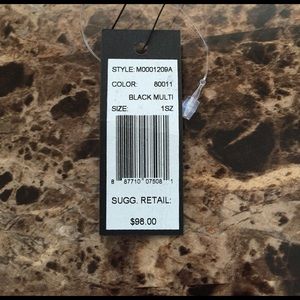 STYLE: M0001209A
COLOR: 80011
BLACK MULTI
SIZE: 1SZ
8 87710 07508 1
SUGG. RETAIL:
$98.00